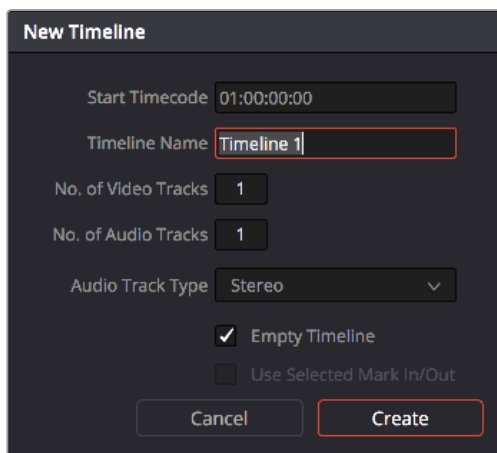 New Timeline
Start Timecode 01:00:00:00
Timeline Name Timeline 1
No. of Video Tracks 1
No. of Audio Tracks 1
Audio Track Type Stereo
Empty Timeline
Use Selected Mark In/Out
Cancel Create